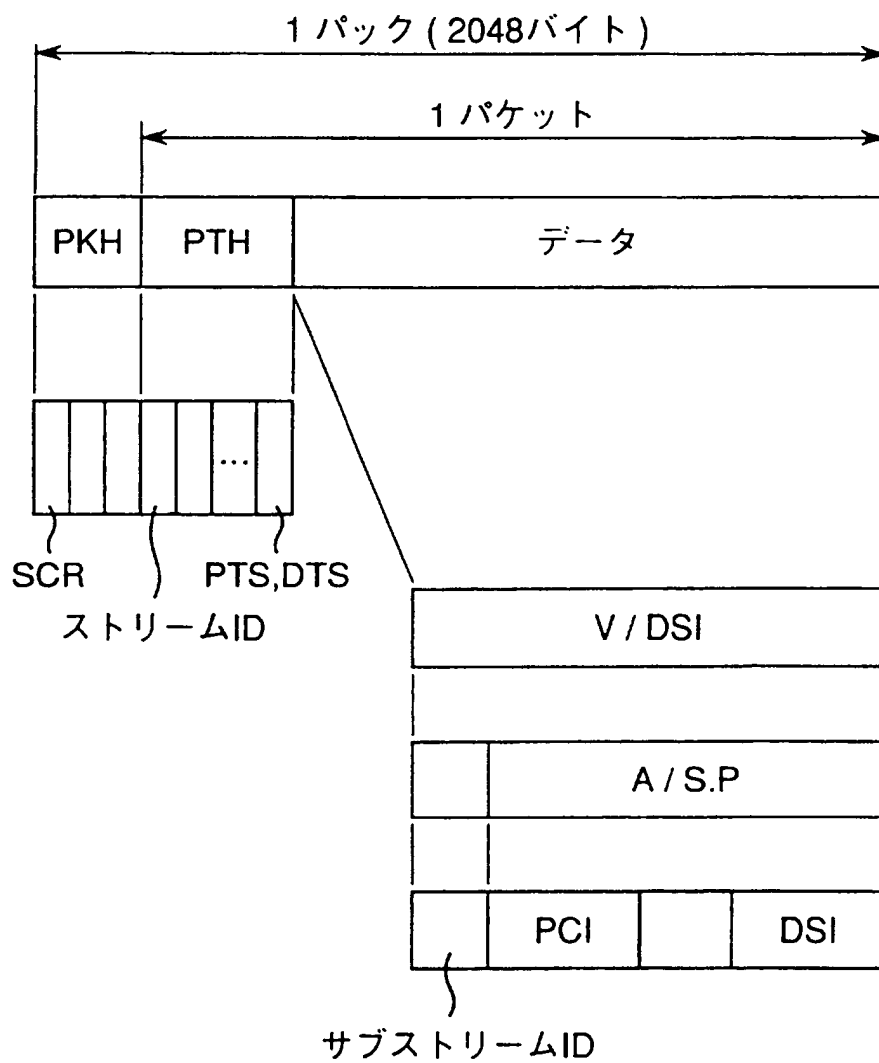 1 パック ( 2048バイト )
1 パケット
PKH PTH データ
...
SCR PTS,DTS
ストリームID
V / DSI
A / S.P
PCI DSI
サブストリームID